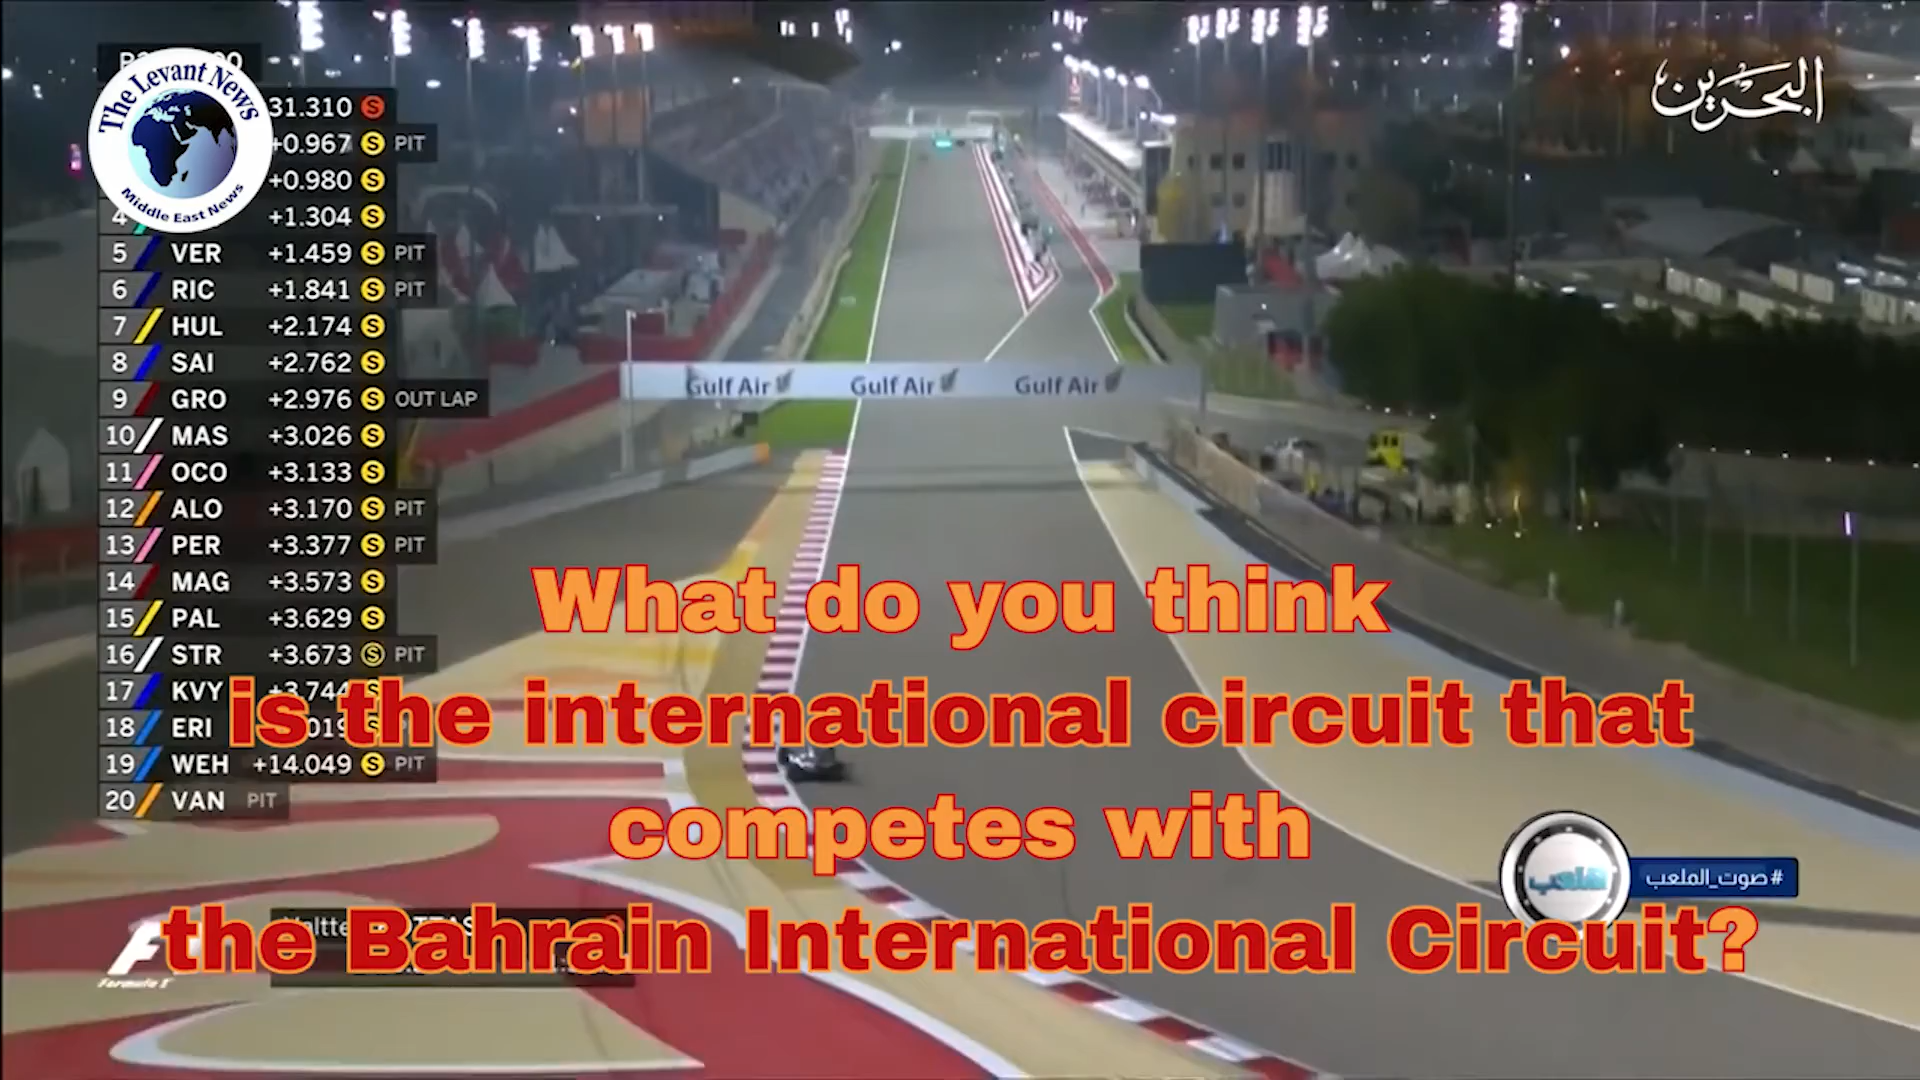 The Levant News
Middle East News
البحرين
31.310 S
+0.967 S PIT
+0.980 S
4 +1.304 S
5 VER +1.459 S PIT
6 RIC +1.841 S PIT
7 HUL +2.174 S
8 SAI +2.762 S
9 GRO +2.976 S OUT LAP
10 MAS +3.026 S
11 OCO +3.133 S
12 ALO +3.170 S PIT
13 PER +3.377 S PIT
14 MAG +3.573 S
15 PAL +3.629 S
16 STR +3.673 S PIT
17 KVY +3.744 S
18 ERI
19 WEH +14.049 S PIT
20 VAN PIT
Gulf Air Gulf Air Gulf Air
What do you think
is the international circuit that
competes with
the Bahrain International Circuit?
#صوت_الملعب
Formula 1